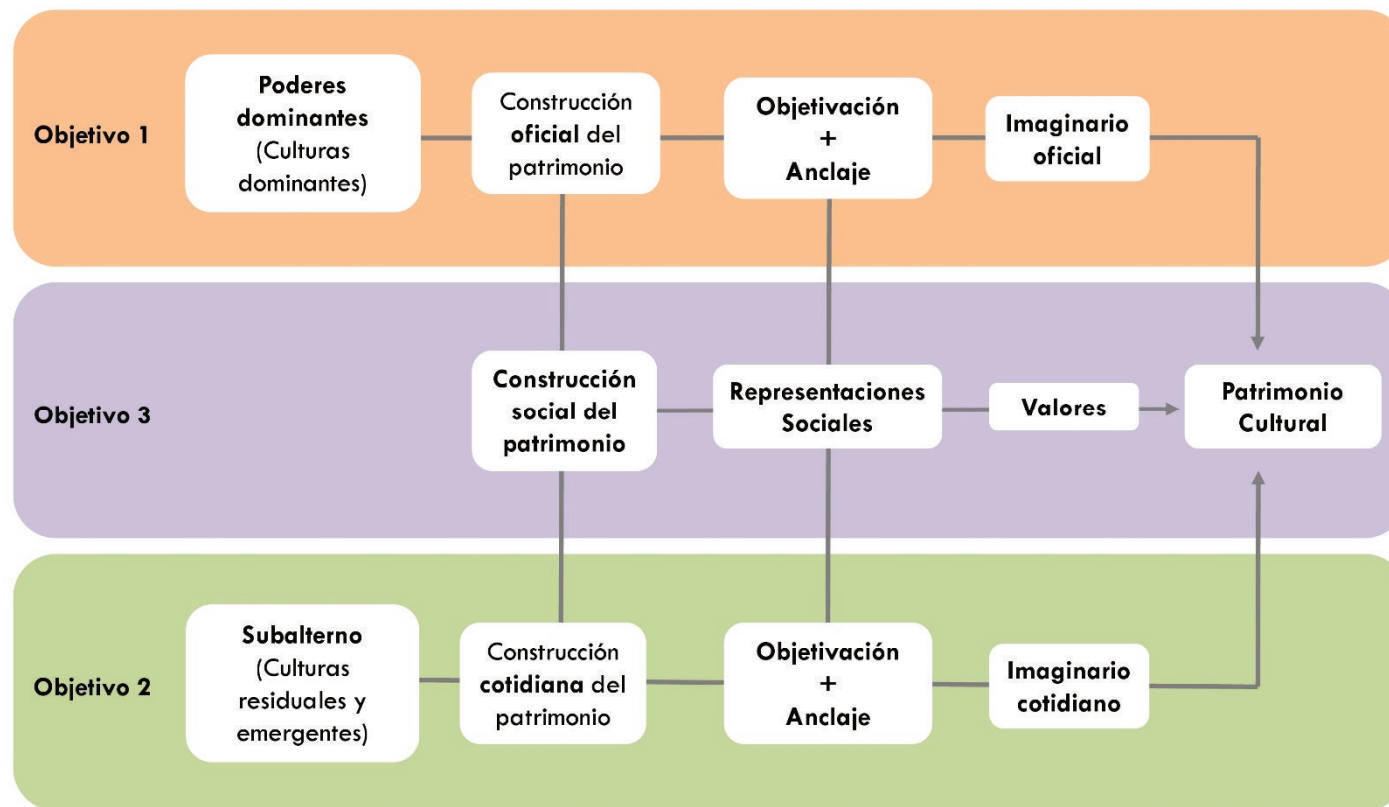 Objetivo 1
Poderes
dominantes
(Culturas
dominantes)
Construcción
oficial del
patrimonio
Objetivación
+
Anclaje
Imaginario
oficial
Objetivo 3
Construcción
social del
patrimonio
Representaciones
Sociales
Valores
Patrimonio
Cultural
Objetivo 2
Subalterno
(Culturas
residuales y
emergentes)
Construcción
cotidiana del
patrimonio
Objetivación
+
Anclaje
Imaginario
cotidiano